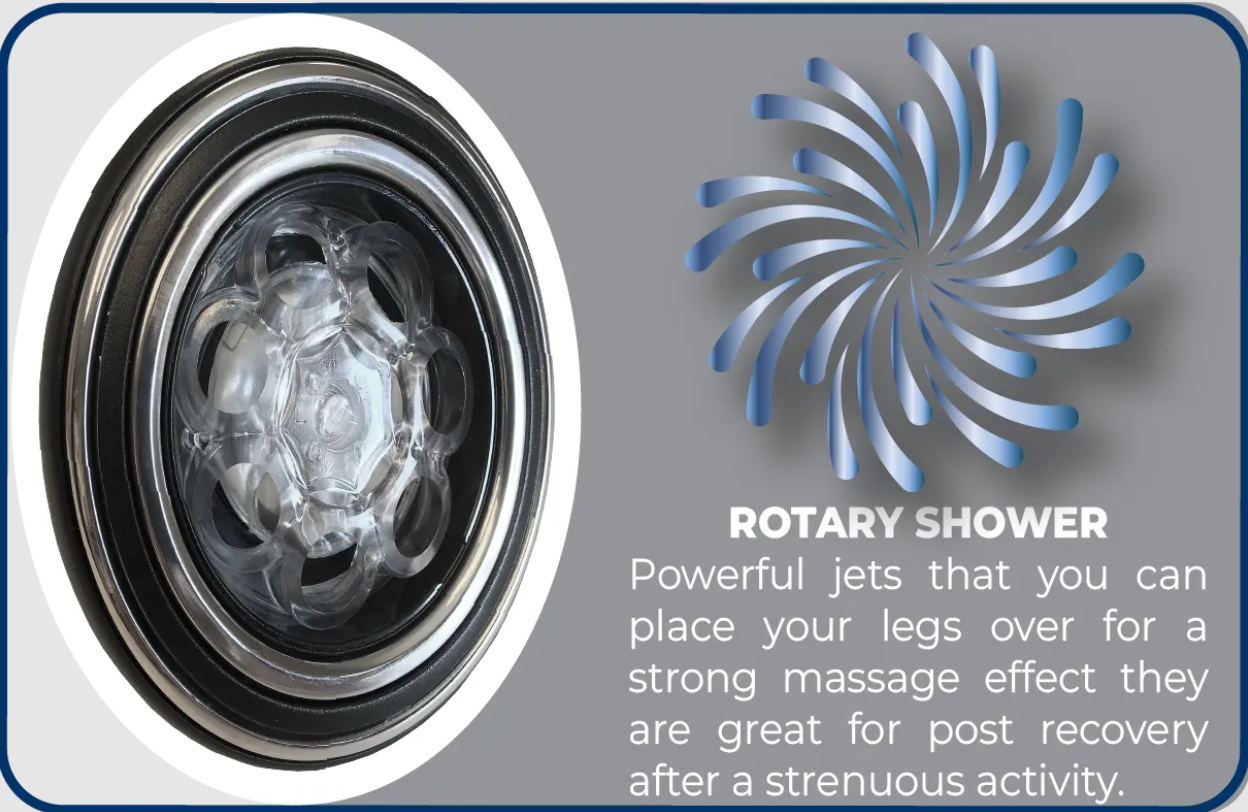 ROTARY SHOWER
Powerful jets that you can
place your legs over for a
strong massage effect they
are great for post recovery
after a strenuous activity.